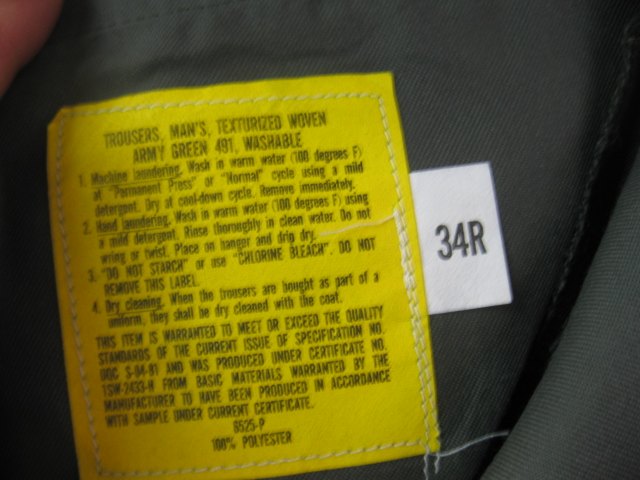 TROUSERS, MAN'S, TEXTURIZED WOVEN
ARMY GREEN 491, WASHABLE
1. Machine laundering. Wash in warm water (100 degrees F)
at "Permanent Press" or "Normal" cycle using a mild
detergent. Dry at cool-down cycle. Remove immediately.
2. Hand laundering. Wash in warm water (100 degrees F) using
a mild detergent. Rinse thoroughly in clean water. Do not
wring or twist. Place on hanger and drip dry.
3. "DO NOT STARCH" or use "CHLORINE BLEACH". DO NOT
REMOVE THIS LABEL.
4. Dry cleaning. When the trousers are bought as part of a
uniform, they shall be dry cleaned with the coat.
THIS ITEM IS WARRANTED TO MEET OR EXCEED THE QUALITY
STANDARDS OF THE CURRENT ISSUE OF SPECIFICATION NO.
DOC S-84-81 AND WAS PRODUCED UNDER CERTIFICATE NO.
TSW-2433-H FROM BASIC MATERIALS WARRANTED BY THE
MANUFACTURER TO HAVE BEEN PRODUCED IN ACCORDANCE
WITH SAMPLE UNDER CURRENT CERTIFICATE.
8525-P
100% POLYESTER
34R